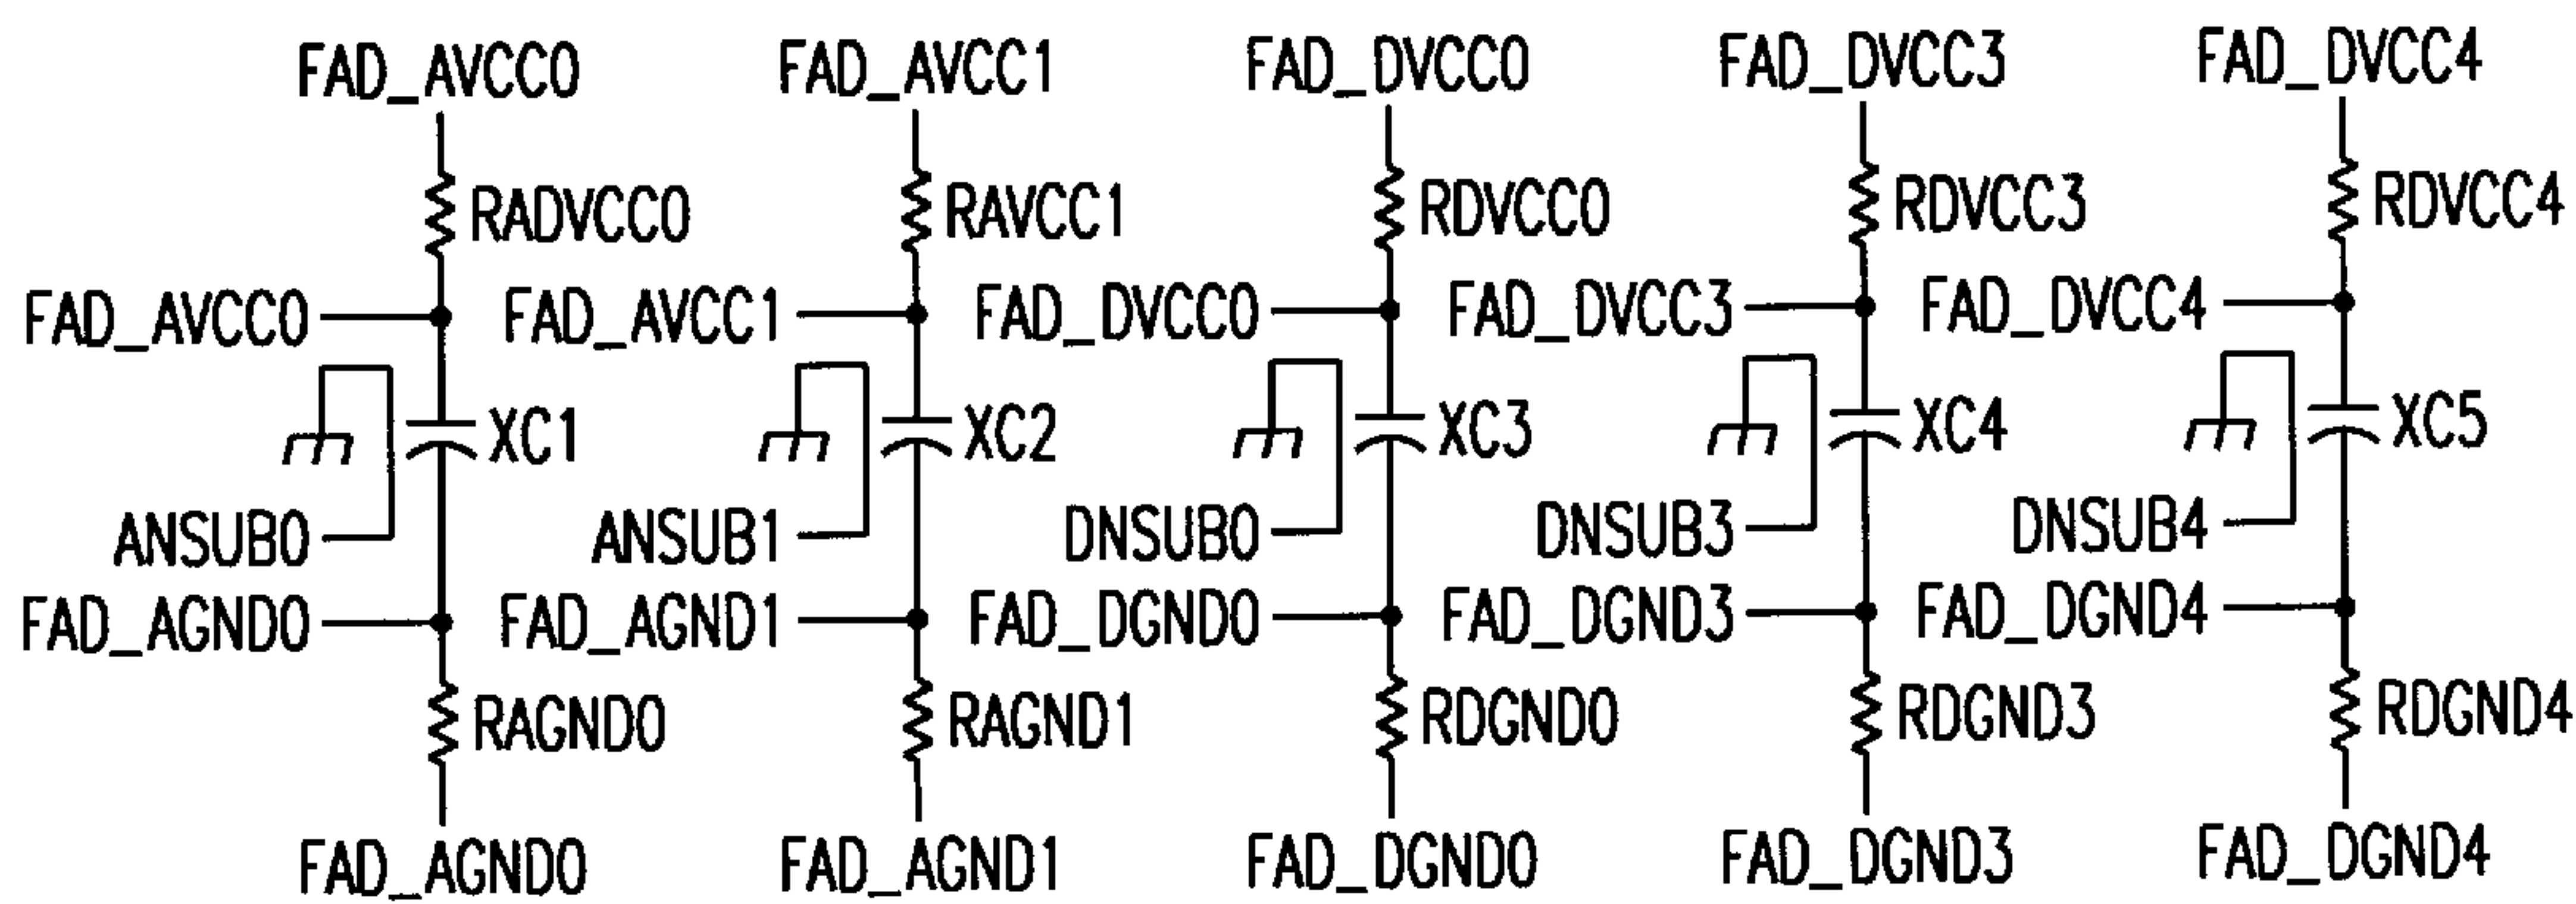 FAD_AVCC0 FAD_AVCC1 FAD_DVCC0 FAD_DVCC3 FAD_DVCC4
RADVCC0 RAVCC1 RDVCC0 RDVCC3 RDVCC4
FAD_AVCC0 FAD_AVCC1 FAD_DVCC0 FAD_DVCC3 FAD_DVCC4
XC1 XC2 XC3 XC4 XC5
ANSUB0 ANSUB1 DNSUB0 DNSUB3 DNSUB4
FAD_AGND0 FAD_AGND1 FAD_DGND0 FAD_DGND3 FAD_DGND4
RAGND0 RAGND1 RDGND0 RDGND3 RDGND4
FAD_AGND0 FAD_AGND1 FAD_DGND0 FAD_DGND3 FAD_DGND4